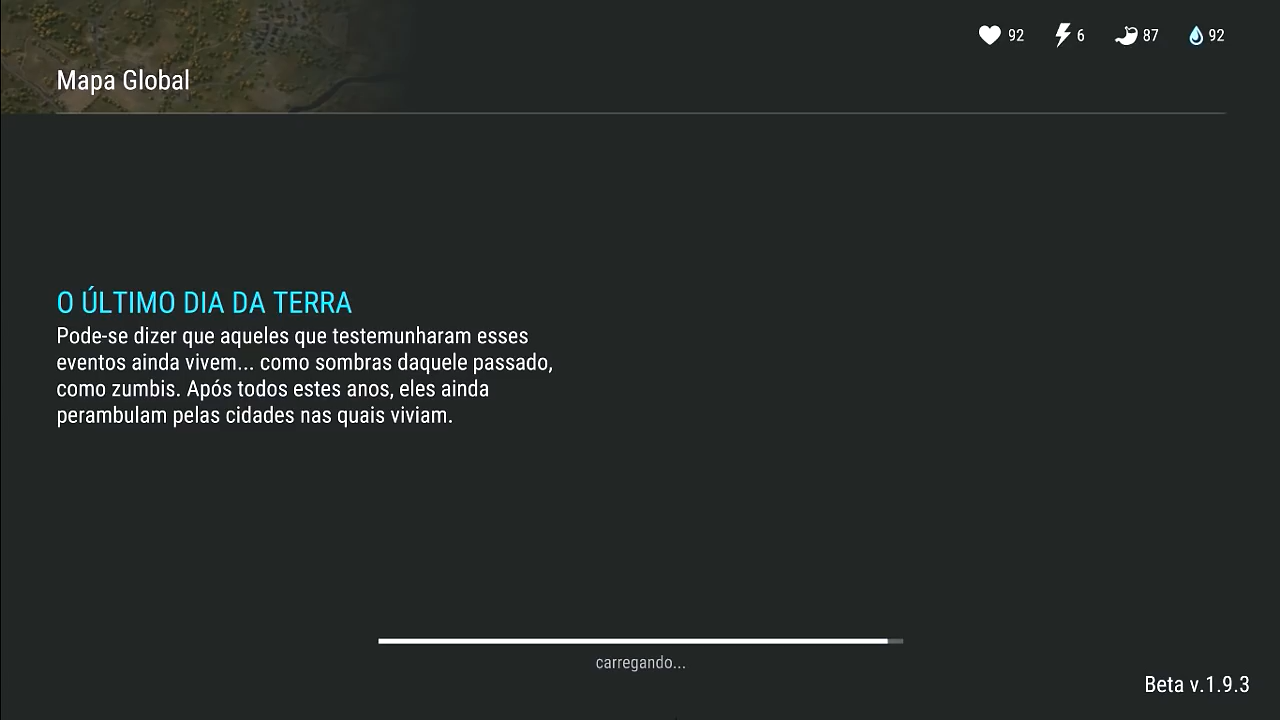 92 6 87 92
Mapa Global
O ÚLTIMO DIA DA TERRA
Pode-se dizer que aqueles que testemunharam esses
eventos ainda vivem... como sombras daquele passado,
como zumbis. Após todos estes anos, eles ainda
perambulam pelas cidades nas quais viviam.
carregando...
Beta v.1.9.3